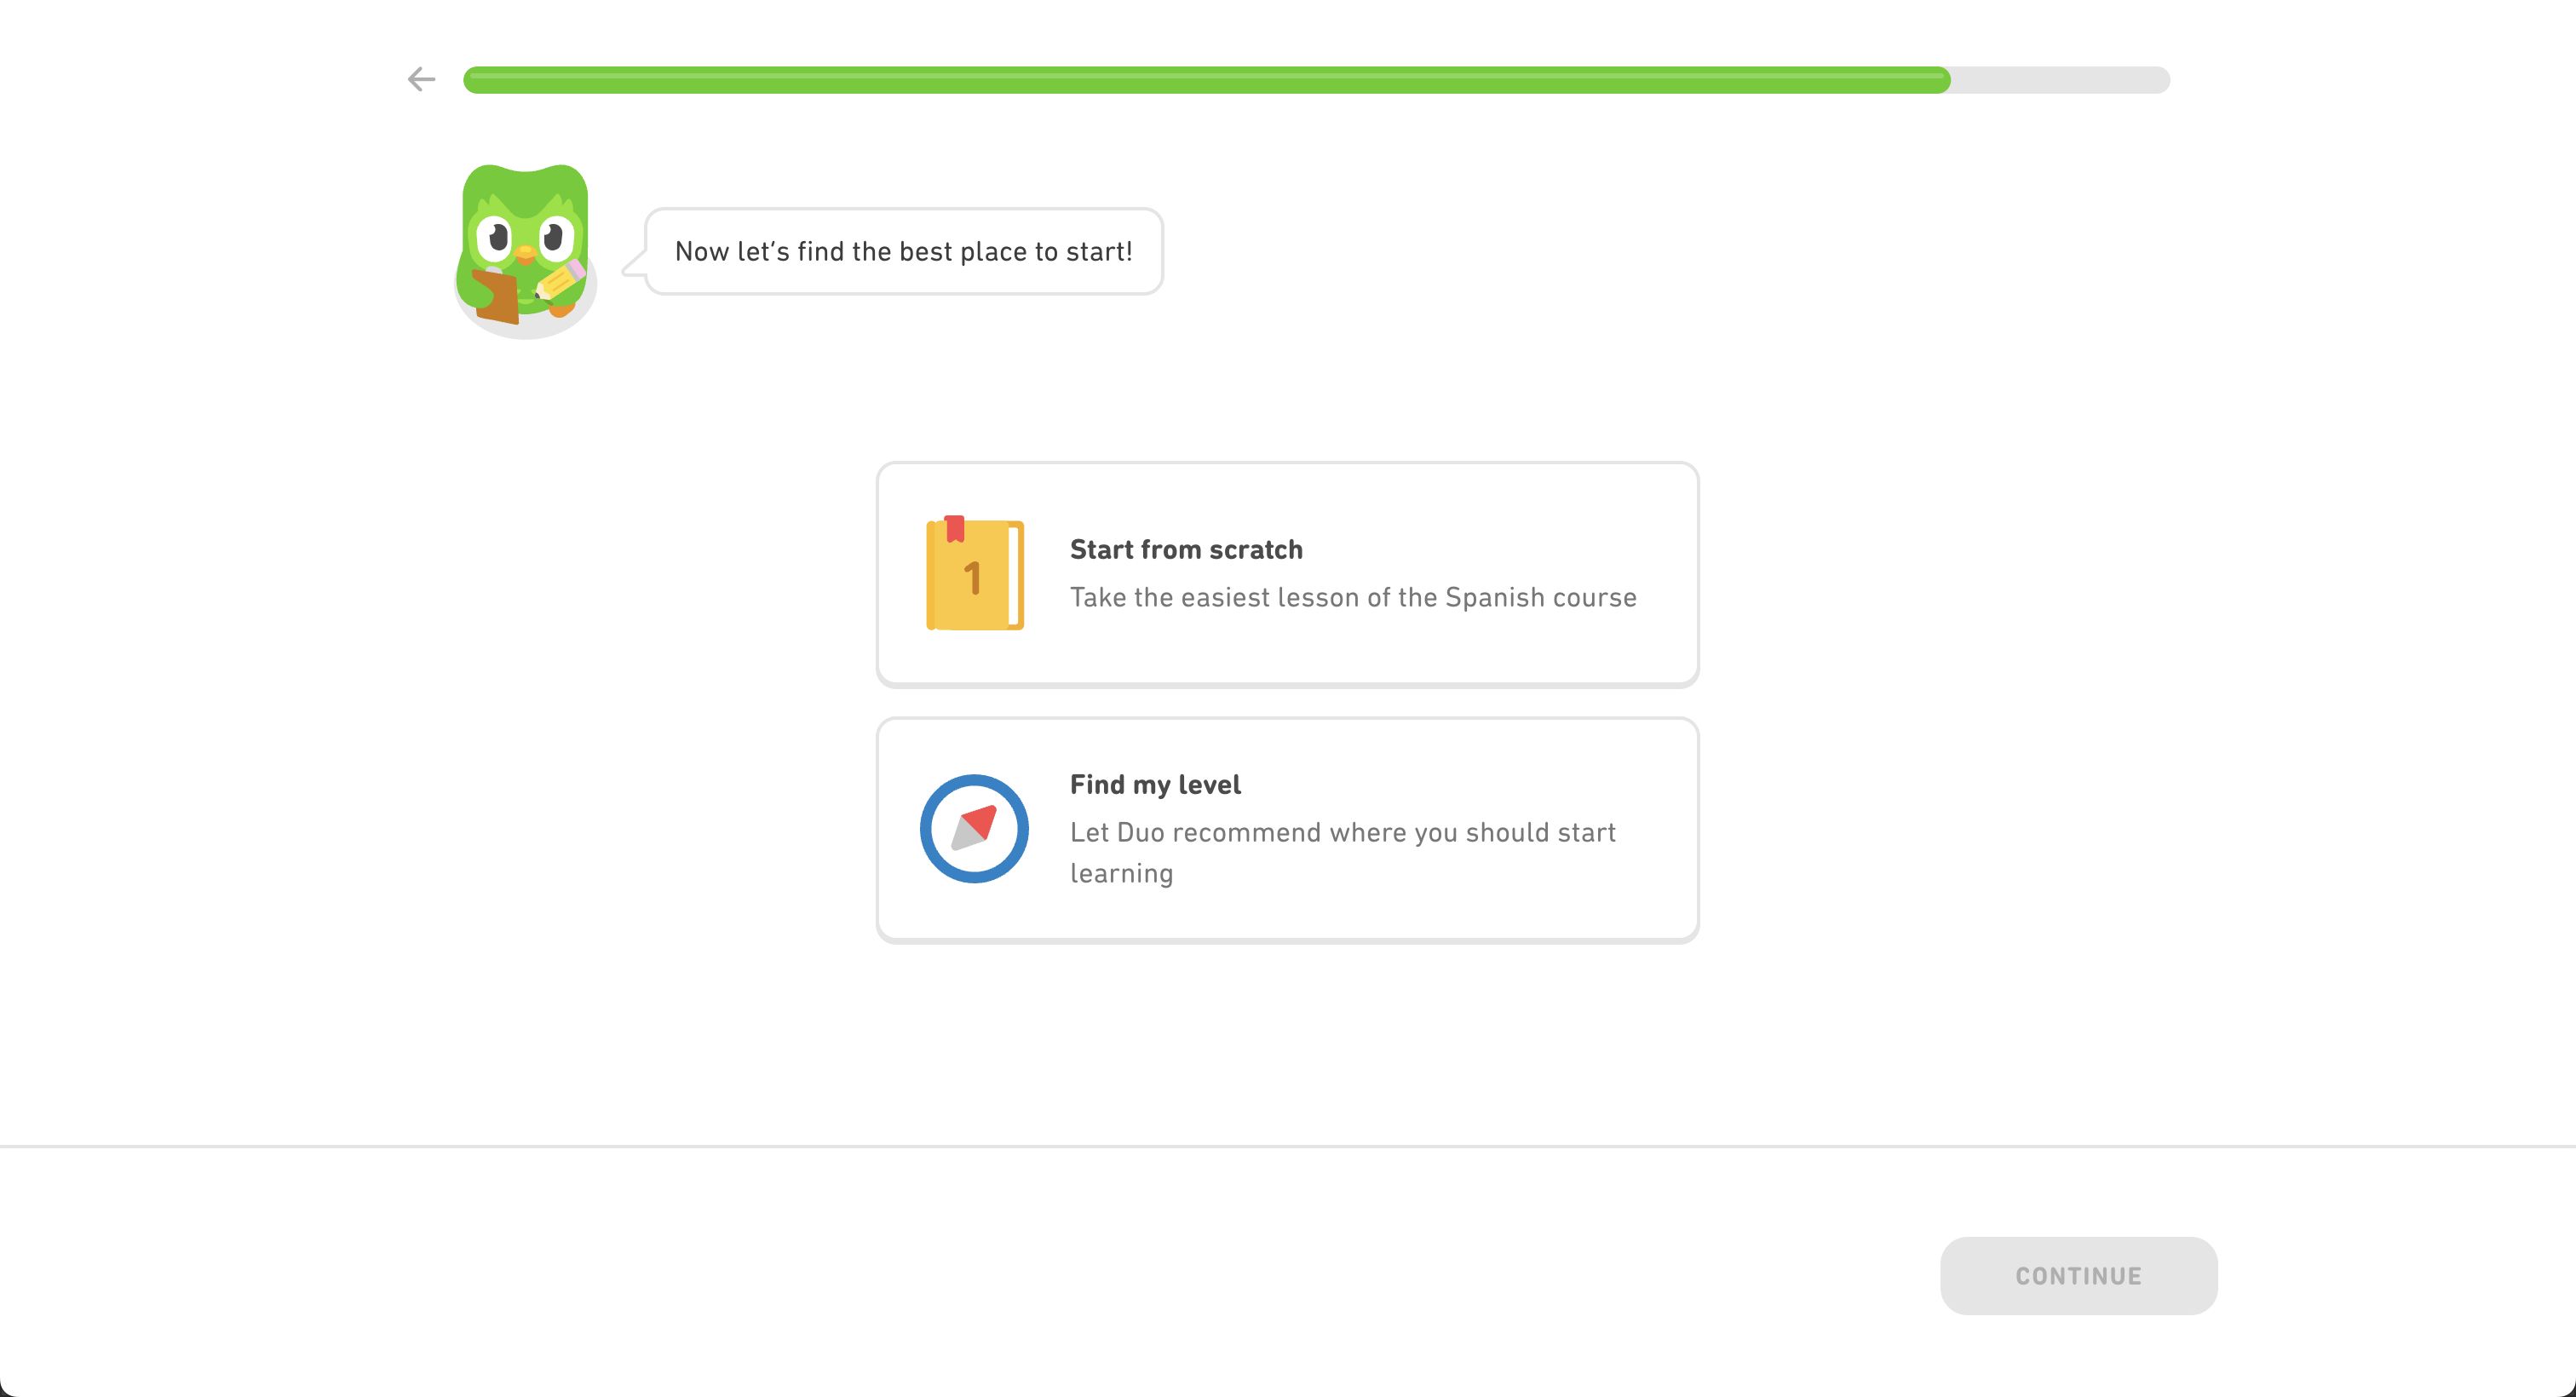 Now let’s find the best place to start!
1
Start from scratch
Take the easiest lesson of the Spanish course
Find my level
Let Duo recommend where you should start
learning
CONTINUE